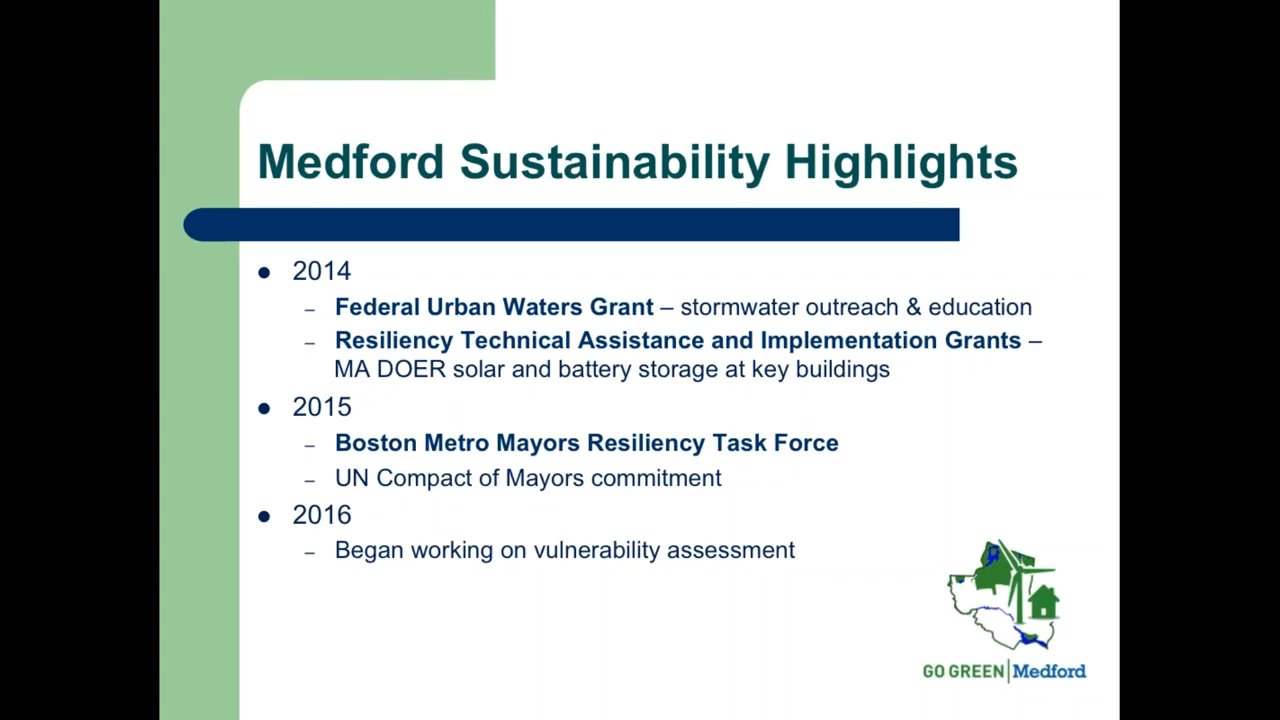 Medford Sustainability Highlights
● 2014
– Federal Urban Waters Grant – stormwater outreach & education
– Resiliency Technical Assistance and Implementation Grants –
MA DOER solar and battery storage at key buildings
● 2015
– Boston Metro Mayors Resiliency Task Force
– UN Compact of Mayors commitment
● 2016
– Began working on vulnerability assessment
GO GREEN|Medford